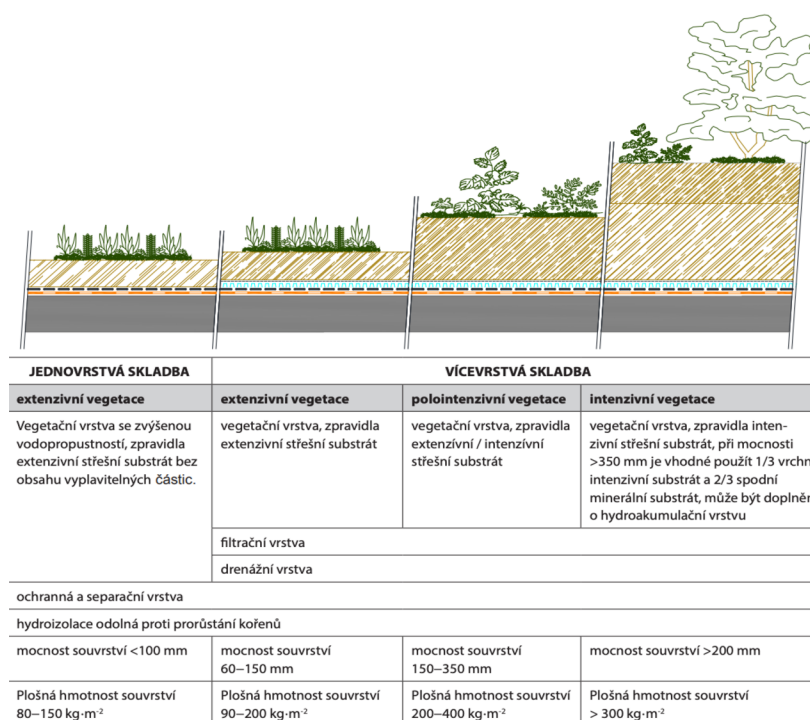 JEDNOVRSTVÁ SKLADBA
VÍCEVRSTVÁ SKLADBA
extenzivní vegetace
extenzivní vegetace
polointenzivní vegetace
intenzivní vegetace
Vegetační vrstva se zvýšenou
vodopropustností, zpravidla
extenzivní střešní substrát bez
obsahu vyplavitelných částic.
vegetační vrstva, zpravidla
extenzivní střešní substrát
vegetační vrstva, zpravidla
extenzívní / intenzívní
střešní substrát
vegetační vrstva, zpravidla inten-
zivní střešní substrát, při mocnosti
>350 mm je vhodné použít 1/3 vrchn
intenzivní substrát a 2/3 spodní
minerální substrát, může být doplněn
o hydroakumulační vrstvu
filtrační vrstva
drenážní vrstva
ochranná a separační vrstva
hydroizolace odolná proti prorůstání kořenů
mocnost souvrství <100 mm
mocnost souvrství
60–150 mm
mocnost souvrství
150–350 mm
mocnost souvrství >200 mm
Plošná hmotnost souvrství
80–150 kg·m⁻²
Plošná hmotnost souvrství
90–200 kg·m⁻²
Plošná hmotnost souvrství
200–400 kg·m⁻²
Plošná hmotnost souvrství
> 300 kg·m⁻²